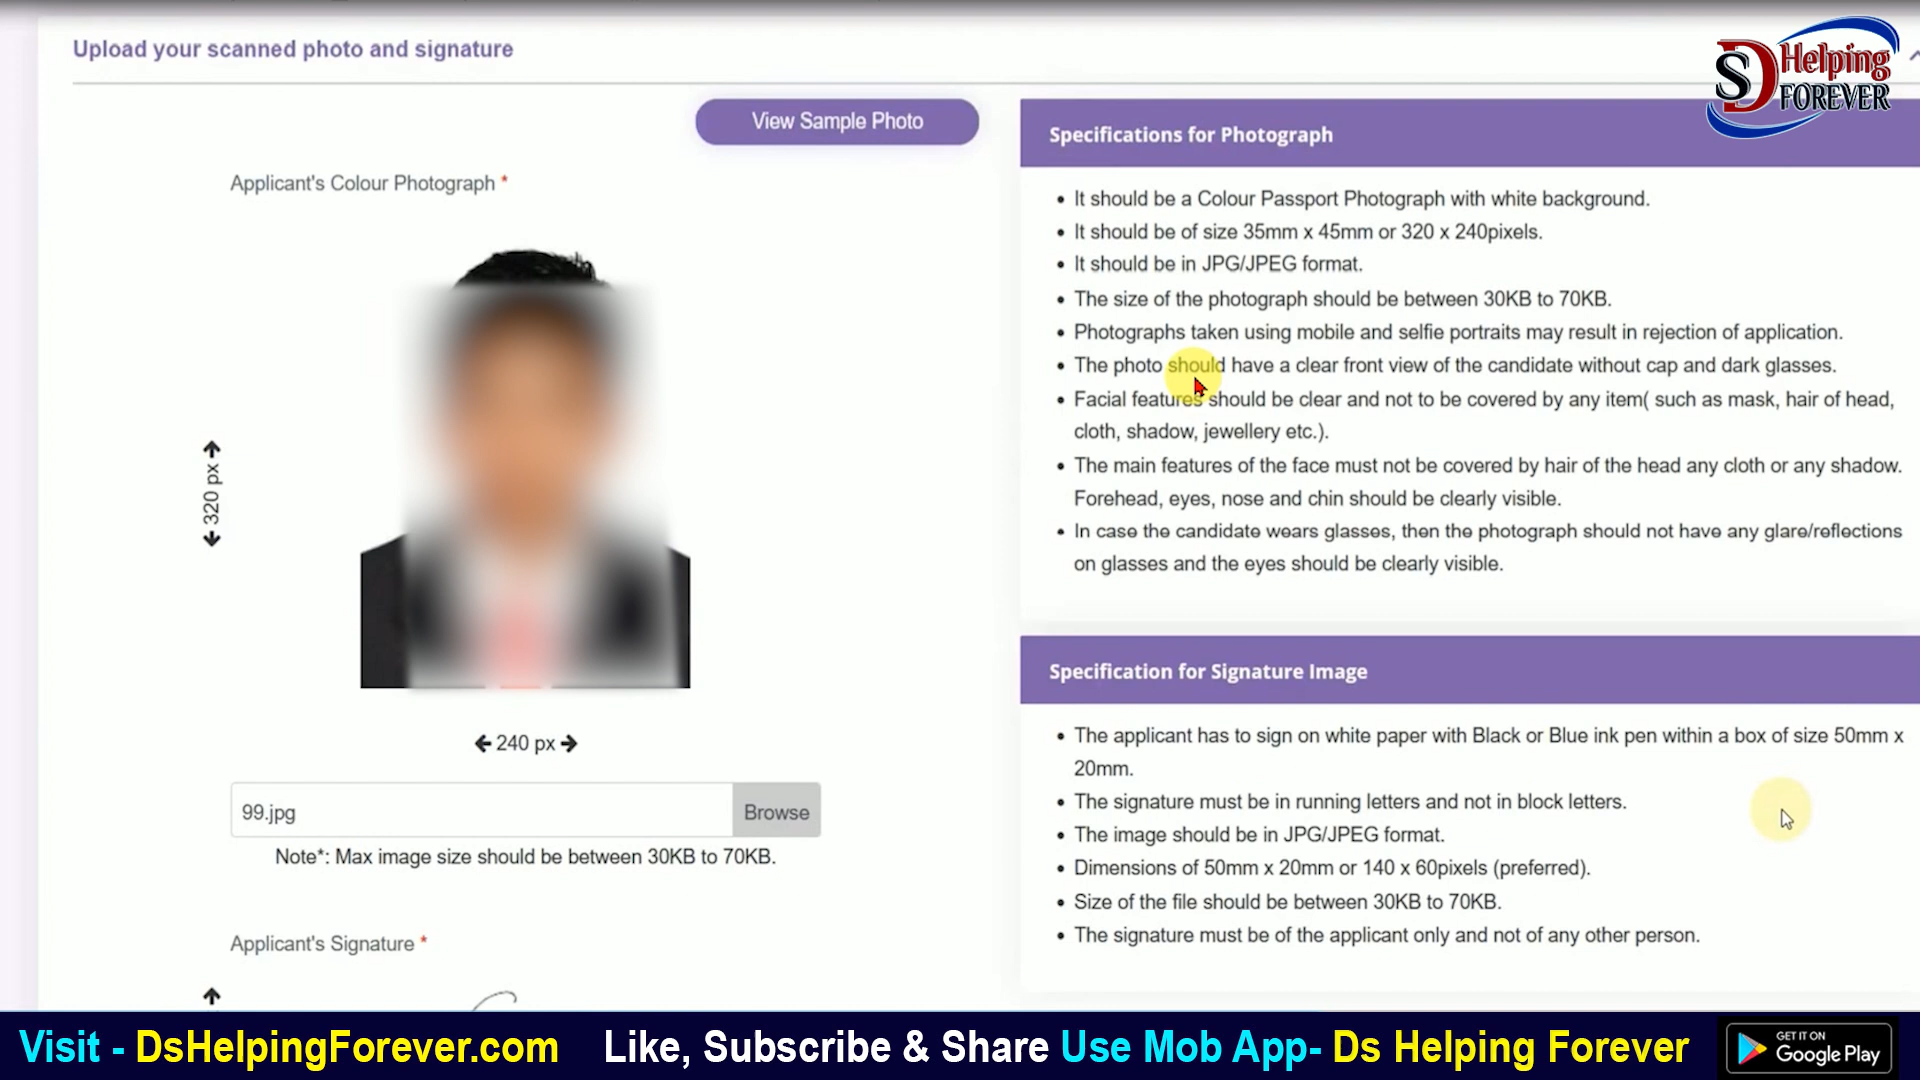 Upload your scanned photo and signature
SD Helping
FOREVER
View Sample Photo
Applicant's Colour Photograph *
320 px
240 px
99.jpg
Browse
Note*: Max image size should be between 30KB to 70KB.
Applicant's Signature *
Specifications for Photograph
• It should be a Colour Passport Photograph with white background.
• It should be of size 35mm x 45mm or 320 x 240pixels.
• It should be in JPG/JPEG format.
• The size of the photograph should be between 30KB to 70KB.
• Photographs taken using mobile and selfie portraits may result in rejection of application.
• The photo should have a clear front view of the candidate without cap and dark glasses.
• Facial features should be clear and not to be covered by any item( such as mask, hair of head,
cloth, shadow, jewellery etc.).
• The main features of the face must not be covered by hair of the head any cloth or any shadow.
Forehead, eyes, nose and chin should be clearly visible.
• In case the candidate wears glasses, then the photograph should not have any glare/reflections
on glasses and the eyes should be clearly visible.
Specification for Signature Image
• The applicant has to sign on white paper with Black or Blue ink pen within a box of size 50mm x
20mm.
• The signature must be in running letters and not in block letters.
• The image should be in JPG/JPEG format.
• Dimensions of 50mm x 20mm or 140 x 60pixels (preferred).
• Size of the file should be between 30KB to 70KB.
• The signature must be of the applicant only and not of any other person.
Visit - DsHelpingForever.com Like, Subscribe & Share Use Mob App- Ds Helping Forever
GET IT ON
Google Play